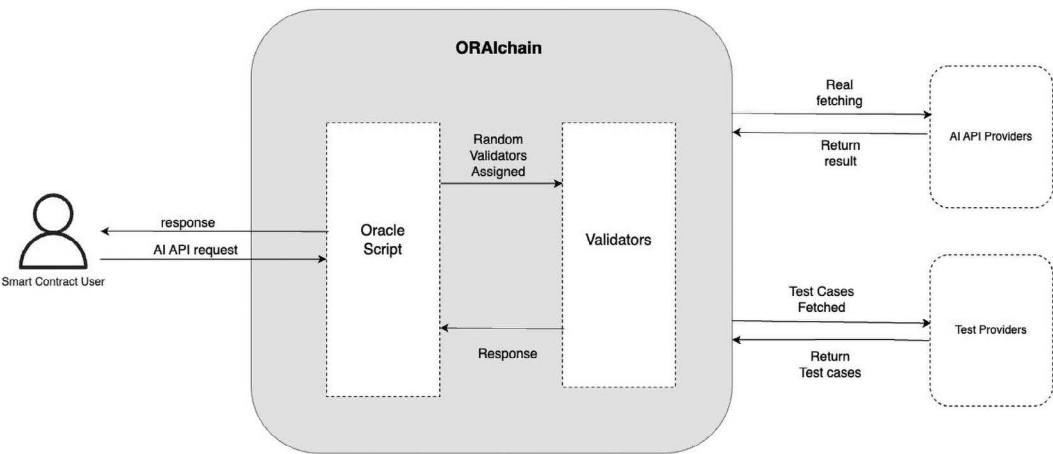 ORAIchain
Real
fetching
AI API Providers
Return
result
Random
Validators
Assigned
response
Oracle
Script
Validators
AI API request
Smart Contract User
Test Cases
Fetched
Test Providers
Response
Return
Test cases